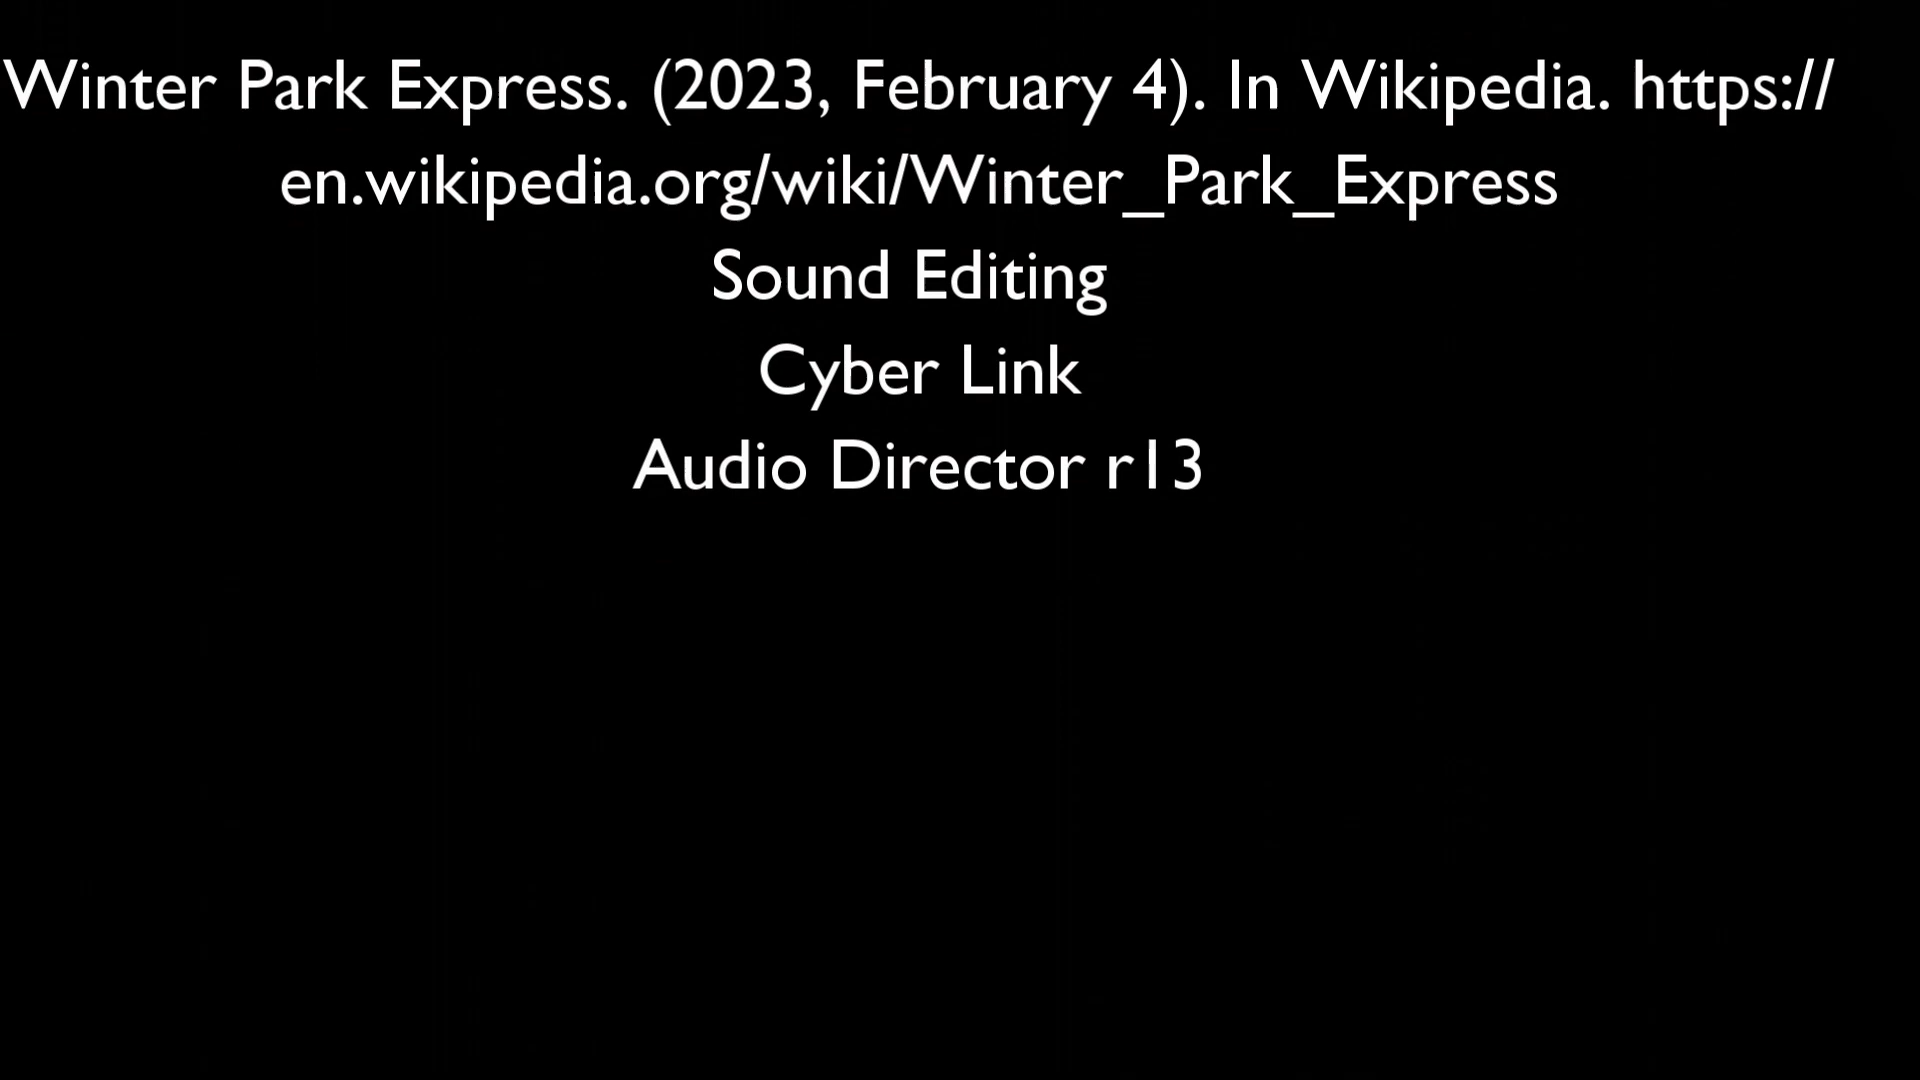 Winter Park Express. (2023, February 4). In Wikipedia. https://
en.wikipedia.org/wiki/Winter_Park_Express
Sound Editing
Cyber Link
Audio Director r13